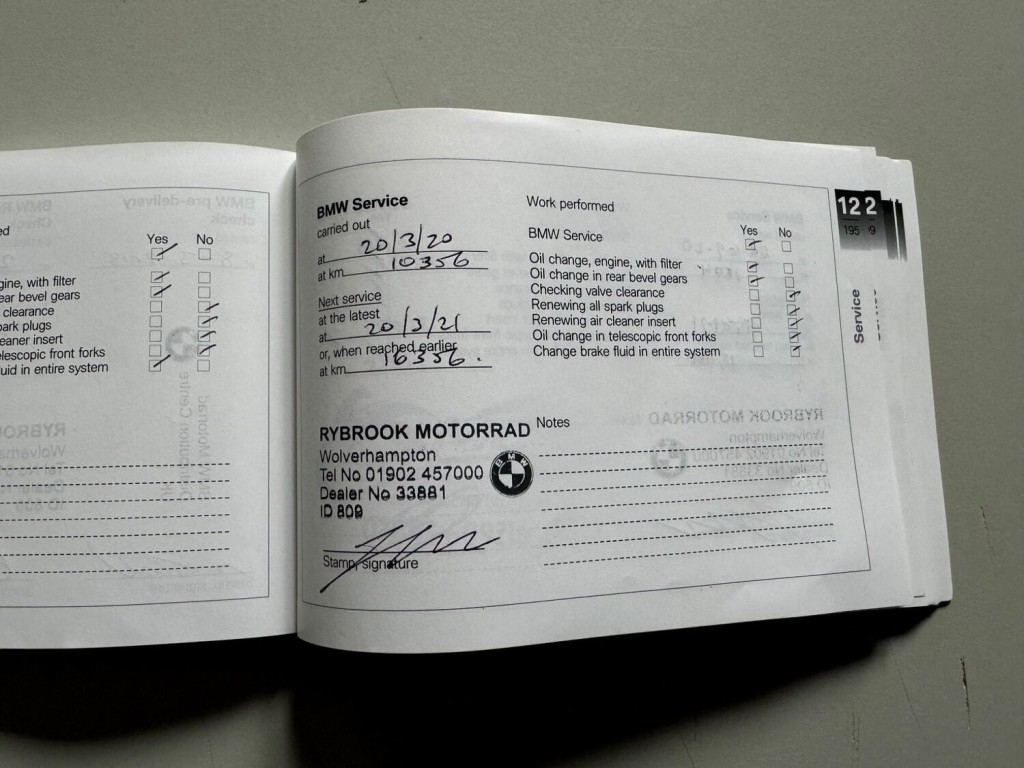 ed
Yes No
gine, with filter
ear bevel gears
clearance
park plugs
eaner insert
elescopic front forks
uid in entire system
BMW Service
carried out
at 20/3/20
at km 10356
Next service
at the latest
at 20/3/21
or, when reached earlier
at km 16356.
RYBROOK MOTORRAD
Wolverhampton
Tel No 01902 457000
Dealer No 33881
ID 809
BMW
Stamp, signature
Work performed
Yes No
BMW Service
Oil change, engine, with filter
Oil change in rear bevel gears
Checking valve clearance
Renewing all spark plugs
Renewing air cleaner insert
Oil change in telescopic front forks
Change brake fluid in entire system
Notes
12 2
195 9
Service